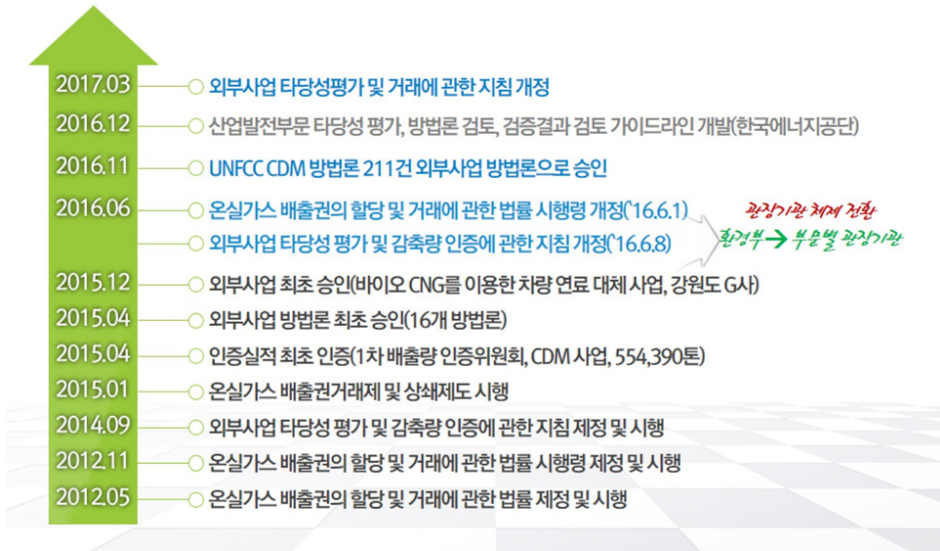 2017.03 외부사업 타당성평가 및 거래에 관한 지침 개정
2016.12 산업발전부문 타당성 평가, 방법론 검토, 검증결과 검토 가이드라인 개발(한국에너지공단)
2016.11 UNFCC CDM 방법론 211건 외부사업 방법론으로 승인
2016.06 온실가스 배출권의 할당 및 거래에 관한 법률 시행령 개정(‘16.6.1)
외부사업 타당성 평가 및 감축량 인증에 관한 지침 개정(‘16.6.8)
관장기관 체제 전환
환경부→부문별 관장기관
2015.12 외부사업 최초 승인(바이오 CNG를 이용한 차량 연료 대체 사업, 강원도 G사)
2015.04 외부사업 방법론 최초 승인(16개 방법론)
2015.04 인증실적 최초 인증(1차 배출량 인증위원회, CDM 사업, 554,390톤)
2015.01 온실가스 배출권거래제 및 상쇄제도 시행
2014.09 외부사업 타당성 평가 및 감축량 인증에 관한 지침 제정 및 시행
2012.11 온실가스 배출권의 할당 및 거래에 관한 법률 시행령 제정 및 시행
2012.05 온실가스 배출권의 할당 및 거래에 관한 법률 제정 및 시행